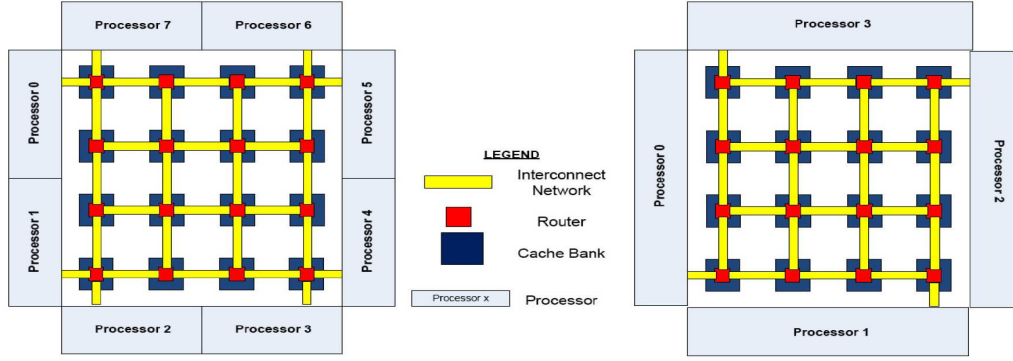 Processor 7
Processor 6
Processor 0
Processor 5
Processor 1
Processor 4
Processor 2
Processor 3
LEGEND
Interconnect
Network
Router
Cache Bank
Processor x
Processor
Processor 3
Processor 0
Processor 2
Processor 1